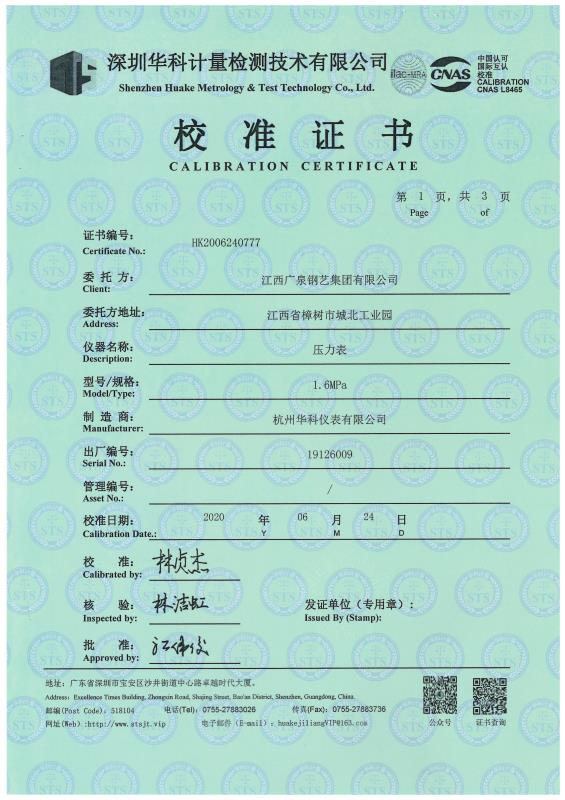 深圳华科计量检测技术有限公司
Shenzhen Huake Metrology & Test Technology Co., Ltd.
ilac-MRA
CNAS
中国认可
国际互认
校准
CALIBRATION
CNAS L8465
校准证书
CALIBRATION CERTIFICATE
第 1 页，共 3 页
Page of
证书编号：
Certificate No.:
HK2006240777
委托方：
Client:
江西广泉钢艺集团有限公司
委托方地址：
Address:
江西省樟树市城北工业园
仪器名称：
Description:
压力表
型号/规格：
Model/Type:
1.6MPa
制造商：
Manufacturer:
杭州华科仪表有限公司
出厂编号：
Serial No.:
19126009
管理编号：
Asset No.:
/
校准日期：
Calibration Date.:
2020 年 06 月 24 日
Y M D
校准：
Calibrated by:
林贞杰
核验：
Inspected by:
林洁虹
发证单位（专用章）：
Issued By (Stamp):
批准：
Approved by:
地址：广东省深圳市宝安区沙井街道中心路卓越时代大厦。
Address: Excellence Times Building, Zhongxin Road, Shajing Street, Bao'an District, Shenzhen, Guangdong, China.
邮编(Post Code)：518104 电话(Tel)：0755-27883026 传真(Fax)：0755-27883736
网址(Web):http://www.stsjt.vip 电子邮件（E-mail）：huakejiliangVIP@163.com
公众号 证书查询
STS